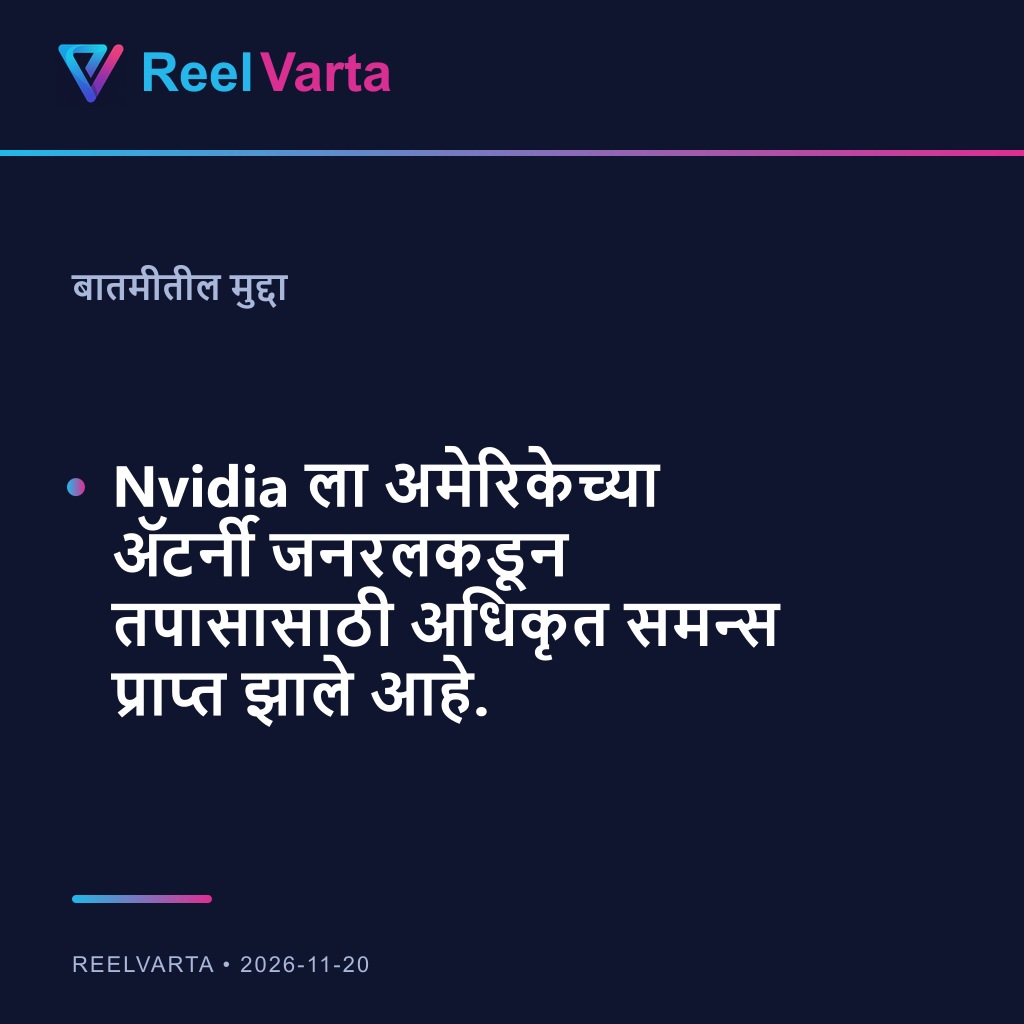 ReelVarta
बातमीतील मुद्दा
• Nvidia ला अमेरिकेच्या
ॲटर्नी जनरलकडून
तपासासाठी अधिकृत समन्स
प्राप्त झाले आहे.
REELVARTA • 2026-11-20